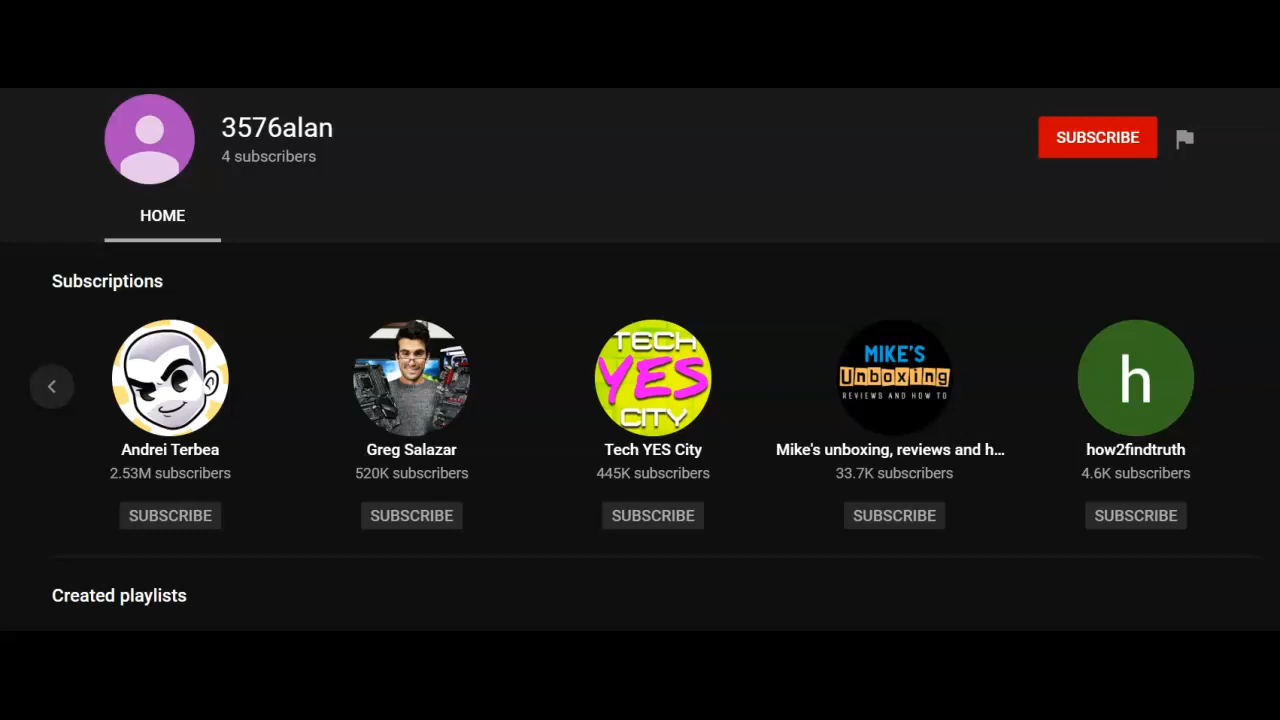 3576alan
4 subscribers
SUBSCRIBE
HOME
Subscriptions
TECH
YES
CITY
MIKE'S
Unboxing
REVIEWS AND HOW TO
h
Andrei Terbea
Greg Salazar
Tech YES City
Mike's unboxing, reviews and h...
how2findtruth
2.53M subscribers
520K subscribers
445K subscribers
33.7K subscribers
4.6K subscribers
SUBSCRIBE
SUBSCRIBE
SUBSCRIBE
SUBSCRIBE
SUBSCRIBE
Created playlists